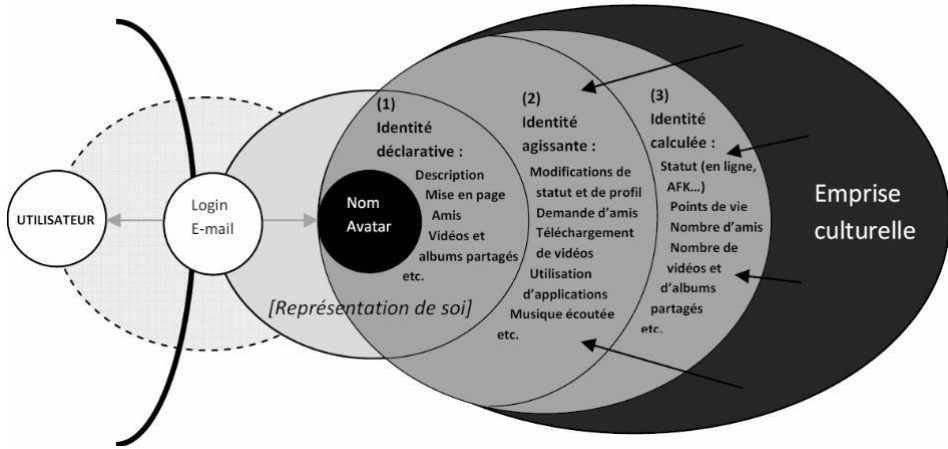 UTILISATEUR
Login
E-mail
Nom
Avatar
[Représentation de soi]
(1)
Identité
déclarative :
Description
Mise en page
Amis
Vidéos et
albums partagés
etc.
(2)
Identité
agissante :
Modifications de
statut et de profil
Demande d'amis
Téléchargement
de vidéos
Utilisation
d'applications
Musique écoutée
etc.
(3)
Identité
calculée :
Statut (en ligne,
AFK...)
Points de vie
Nombre d'amis
Nombre de
vidéos et
d'albums
partagés
etc.
Emprise
culturelle